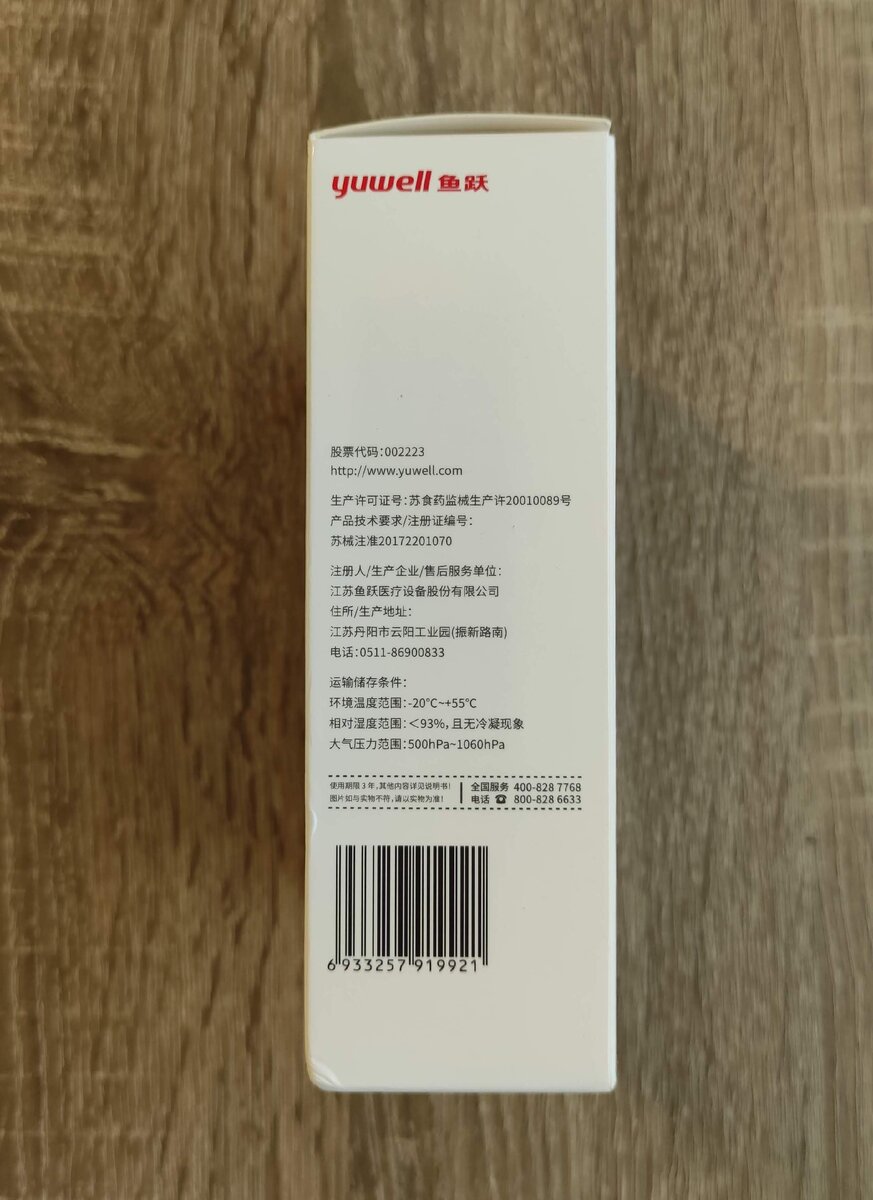 yuwell 鱼跃
股票代码:002223
http://www.yuwell.com
生产许可证号:苏食药监械生产许20010089号
产品技术要求/注册证编号:
苏械注准20172201070
注册人/生产企业/售后服务单位:
江苏鱼跃医疗设备股份有限公司
住所/生产地址:
江苏丹阳市云阳工业园(振新路南)
电话:0511-86900833
运输储存条件:
环境温度范围:-20℃~+55℃
相对湿度范围:<93%,且无冷凝现象
大气压力范围:500hPa~1060hPa
使用期限3年,其他内容详见说明书!
图片如与实物不符,请以实物为准!
全国服务 400-828 7768
电话 ☎ 800-828 6633
6 933257 919921